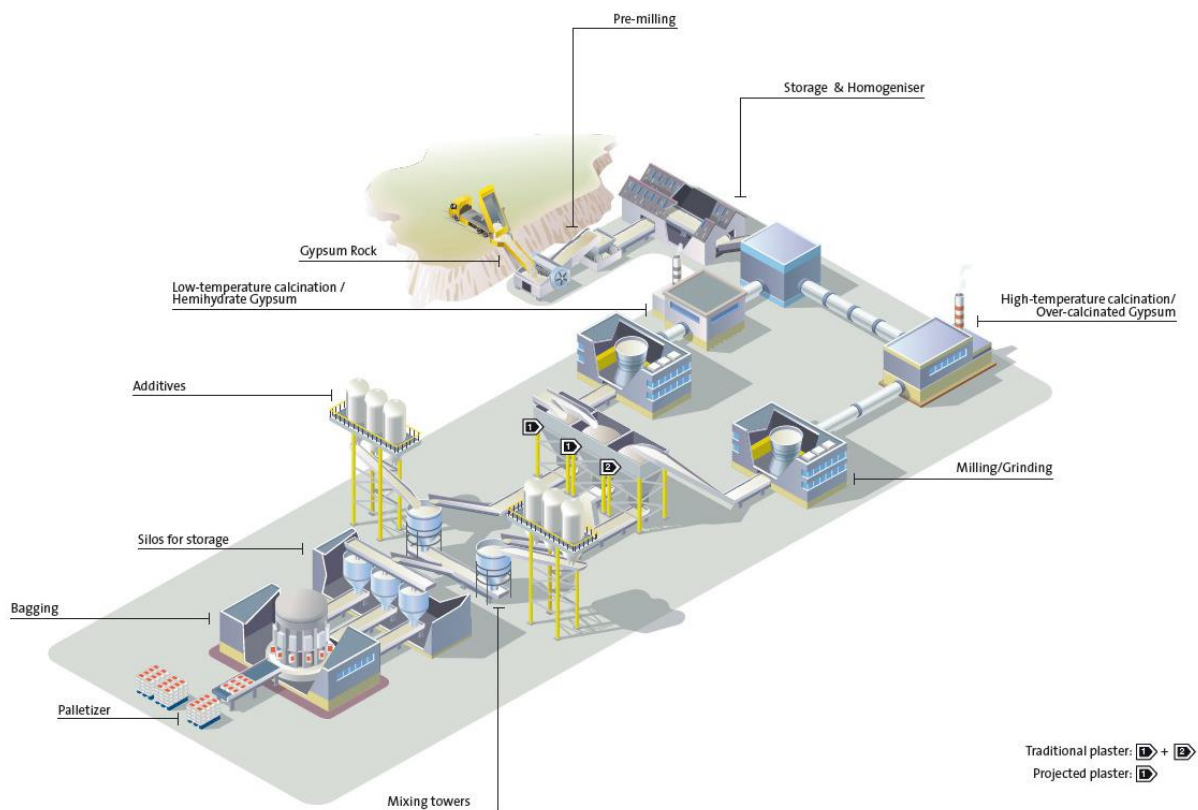 Pre-milling
Storage & Homogeniser
Gypsum Rock
Low-temperature calcination /
Hemihydrate Gypsum
High-temperature calcination/
Over-calcinated Gypsum
Additives
1
1
2
Milling/Grinding
Silos for storage
Bagging
Palletizer
Traditional plaster: 1 + 2
Projected plaster: 1
Mixing towers